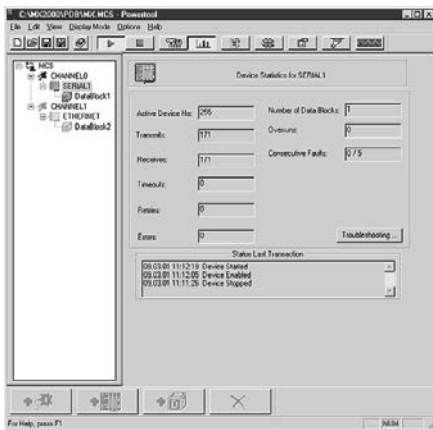 C:\MX2000\PDB\MX.MCS - Powertool
File Edit View Display Mode Options Help
MCS
CHANNEL0
SERIAL1
DataBlock1
CHANNEL1
ETHERNET
DataBlock2
Device Statistics for SERIAL1
Active Device No: 255
Number of Data Blocks: 1
Transmits: 171
Overruns: 0
Receives: 171
Consecutive Faults: 0 / 5
Timeouts: 0
Retries: 0
Errors: 0
Troubleshooting ...
Status Last Transaction
09.03.01 11:12:19 Device Started
09.03.01 11:12:05 Device Enabled
09.03.01 11:11:26 Device Stopped
For Help, press F1
NUM